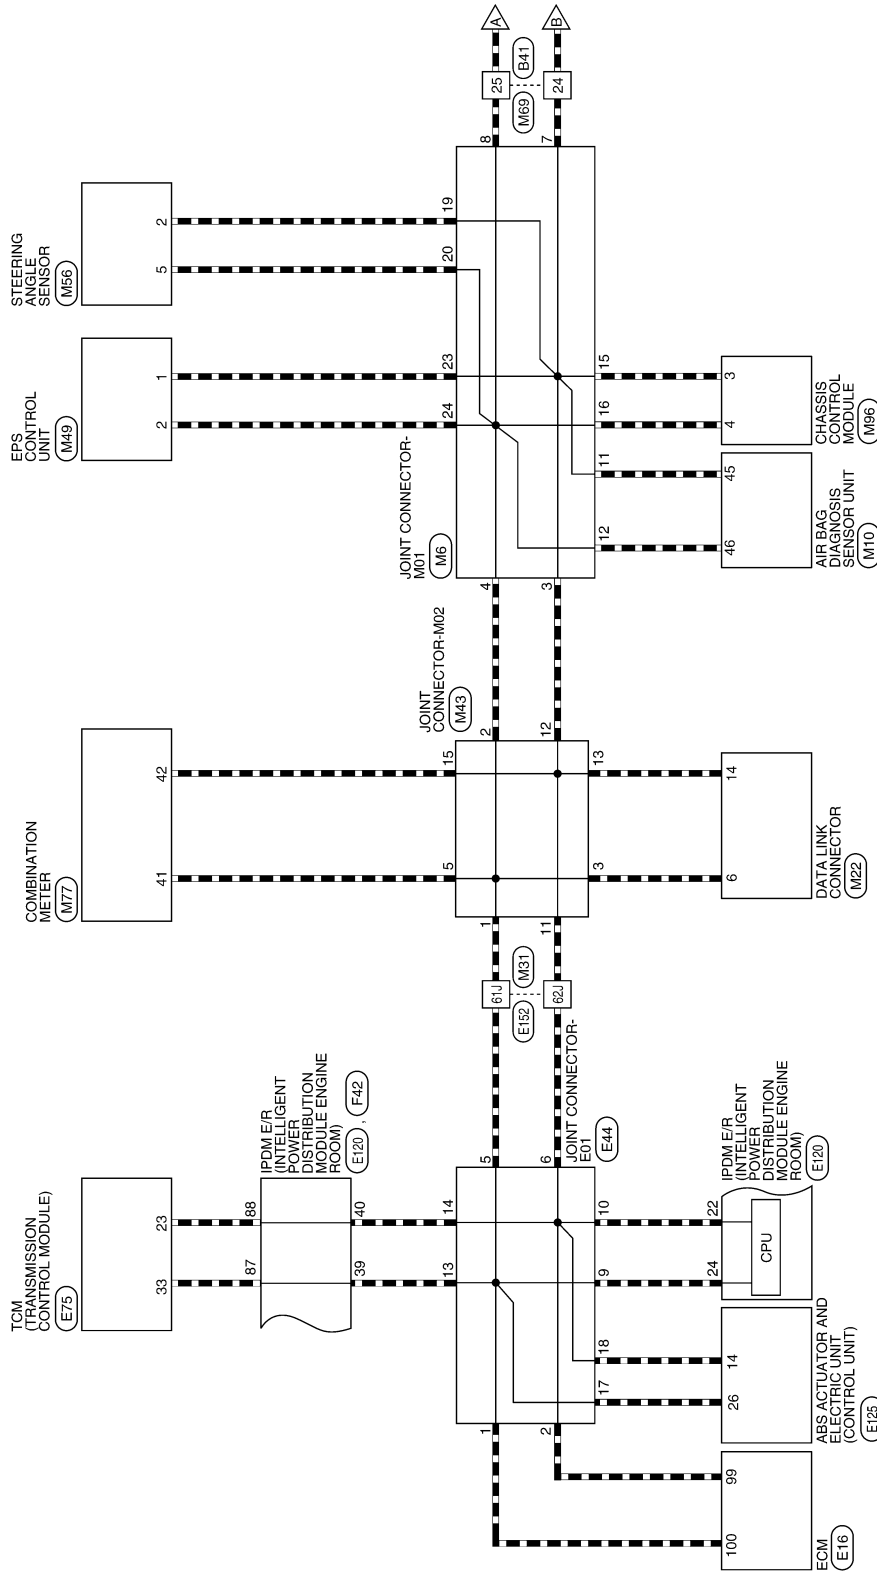 STEERING
ANGLE
SENSOR
M56
5
2
EPS
CONTROL
UNIT
M49
2
1
COMBINATION
METER
M77
41
42
TCM
(TRANSMISSION
CONTROL MODULE)
E75
33
23
87
88
IPDM E/R
(INTELLIGENT
POWER
DISTRIBUTION
MODULE ENGINE
ROOM)
E120 , F42
39
40
13
14
1
2
5
6
17
18
9
10
JOINT CONNECTOR-
E01
E44
61J
62J
E152
M31
1
11
5
15
2
12
3
13
JOINT
CONNECTOR-M02
M43
JOINT CONNECTOR-
M01
M6
4
3
24
23
20
19
12
11
16
15
8
7
25
24
M69
B41
A
B
100
99
ECM
E16
26
14
ABS ACTUATOR AND
ELECTRIC UNIT
(CONTROL UNIT)
E125
24
22
CPU
IPDM E/R
(INTELLIGENT
POWER
DISTRIBUTION
MODULE ENGINE
ROOM)
E120
6
14
DATA LINK
CONNECTOR
M22
46
45
AIR BAG
DIAGNOSIS
SENSOR UNIT
M10
4
3
CHASSIS
CONTROL
MODULE
M96